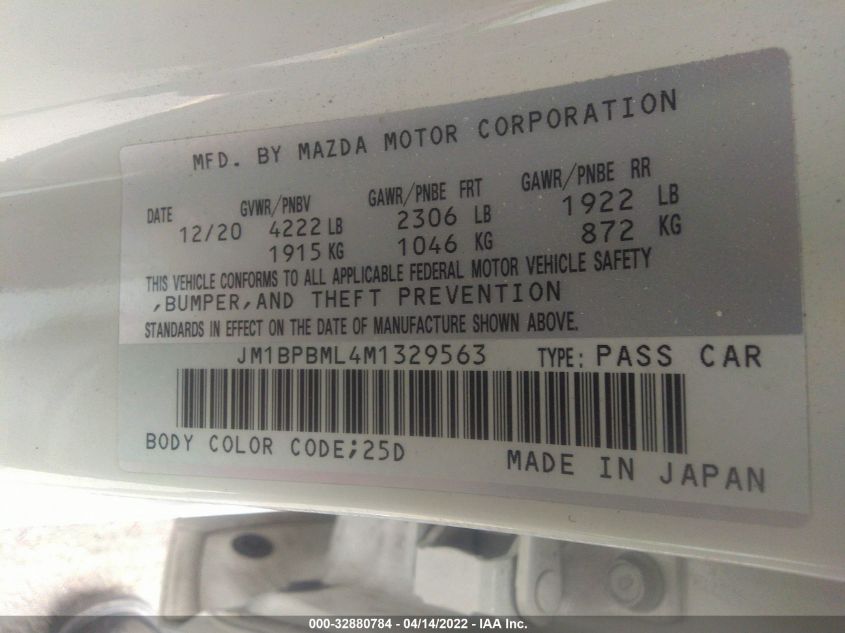 MFD. BY MAZDA MOTOR CORPORATION
DATE GVWR/PNBV GAWR/PNBE FRT GAWR/PNBE RR
12/20 4222 LB 2306 LB 1922 LB
1915 KG 1046 KG 872 KG
THIS VEHICLE CONFORMS TO ALL APPLICABLE FEDERAL MOTOR VEHICLE SAFETY
,BUMPER,AND THEFT PREVENTION
STANDARDS IN EFFECT ON THE DATE OF MANUFACTURE SHOWN ABOVE.
JM1BPBML4M1329563 TYPE: PASS CAR
BODY COLOR CODE;25D
MADE IN JAPAN
000-32880784 - 04/14/2022 - IAA Inc.